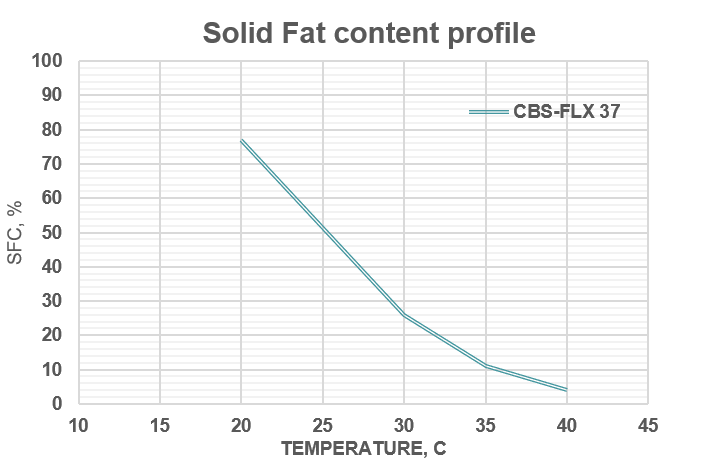 Solid Fat content profile
100
90
80
70
60
50
40
30
20
10
0
SFC, %
CBS-FLX 37
10 15 20 25 30 35 40 45
TEMPERATURE, C